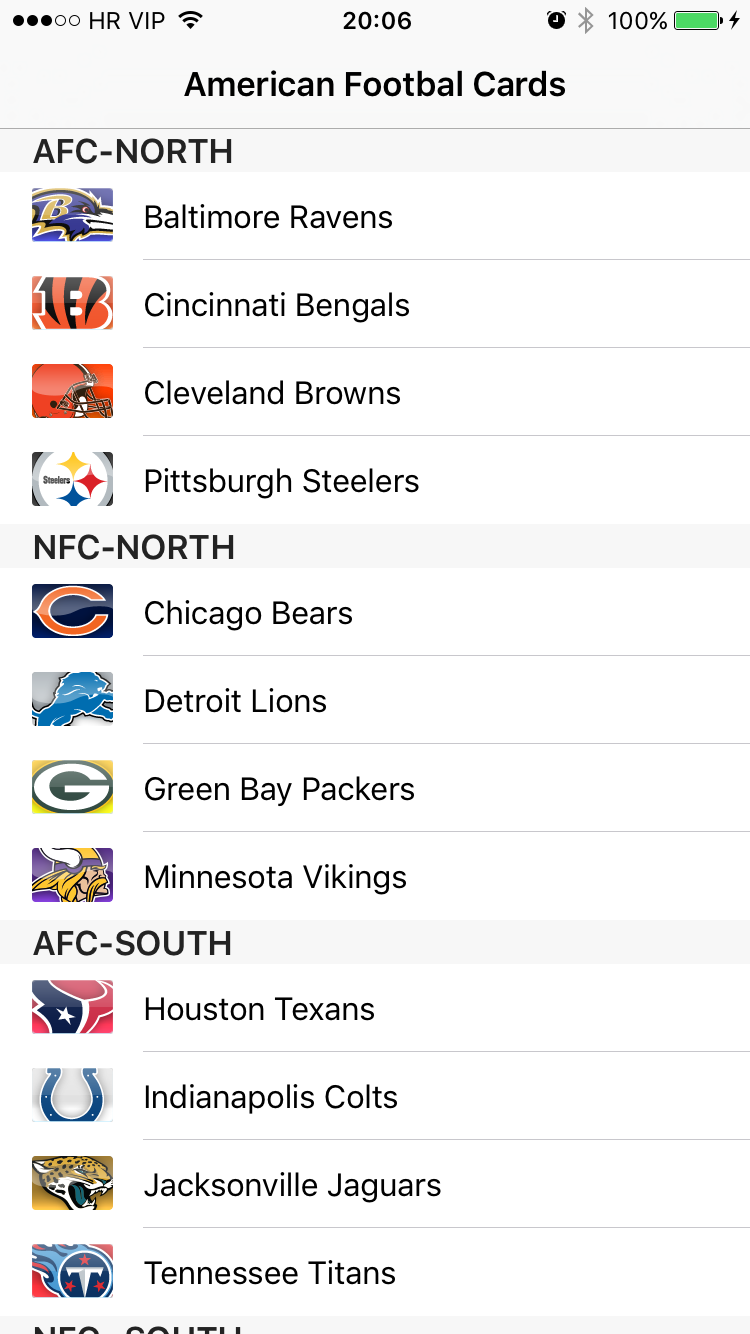 HR VIP 20:06 100%
American Footbal Cards
AFC-NORTH
B
Baltimore Ravens
B
Cincinnati Bengals
Cleveland Browns
Steelers
Pittsburgh Steelers
NFC-NORTH
C
Chicago Bears
Detroit Lions
G
Green Bay Packers
Minnesota Vikings
AFC-SOUTH
Houston Texans
Indianapolis Colts
Jacksonville Jaguars
T
Tennessee Titans
NFC-SOUTH